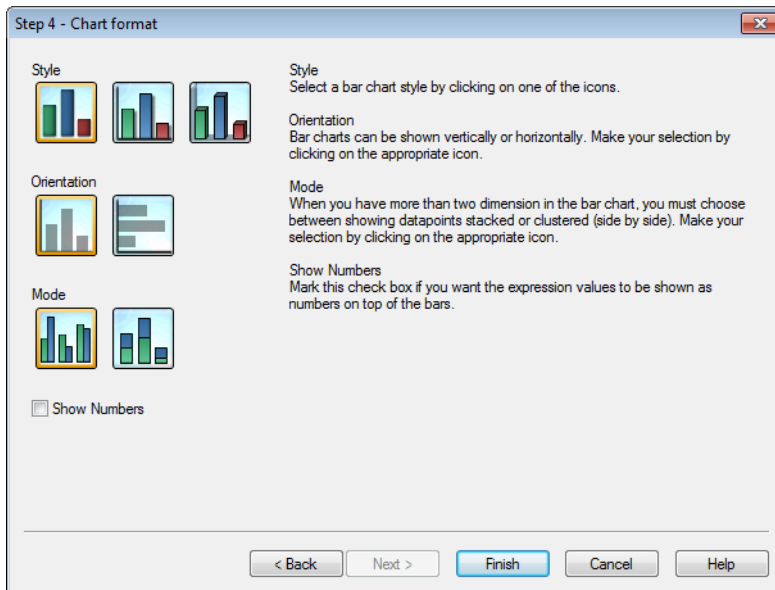 Step 4 - Chart format
Style
Orientation
Mode
Show Numbers
Style
Select a bar chart style by clicking on one of the icons.
Orientation
Bar charts can be shown vertically or horizontally. Make your selection by
clicking on the appropriate icon.
Mode
When you have more than two dimension in the bar chart, you must choose
between showing datapoints stacked or clustered (side by side). Make your
selection by clicking on the appropriate icon.
Show Numbers
Mark this check box if you want the expression values to be shown as
numbers on top of the bars.
< Back
Next >
Finish
Cancel
Help